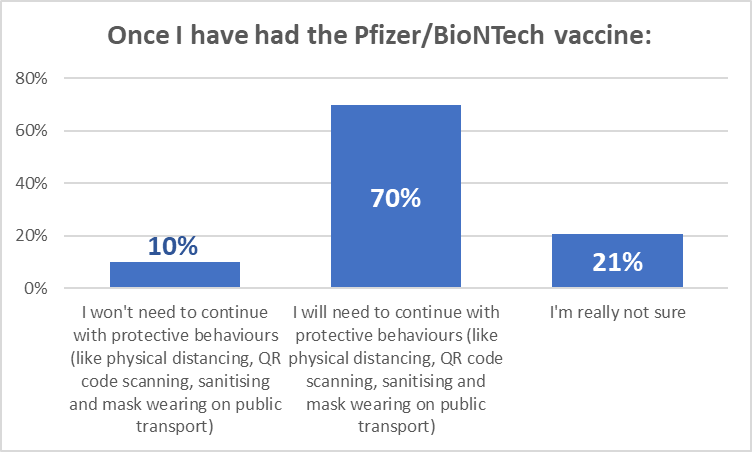 Once I have had the Pfizer/BioNTech vaccine:
80%
60%
40%
20%
0%
10%
70%
21%
I won't need to continue
with protective behaviours
(like physical distancing, QR
code scanning, sanitising
and mask wearing on public
transport)
I will need to continue with
protective behaviours (like
physical distancing, QR code
scanning, sanitising and
mask wearing on public
transport)
I'm really not sure